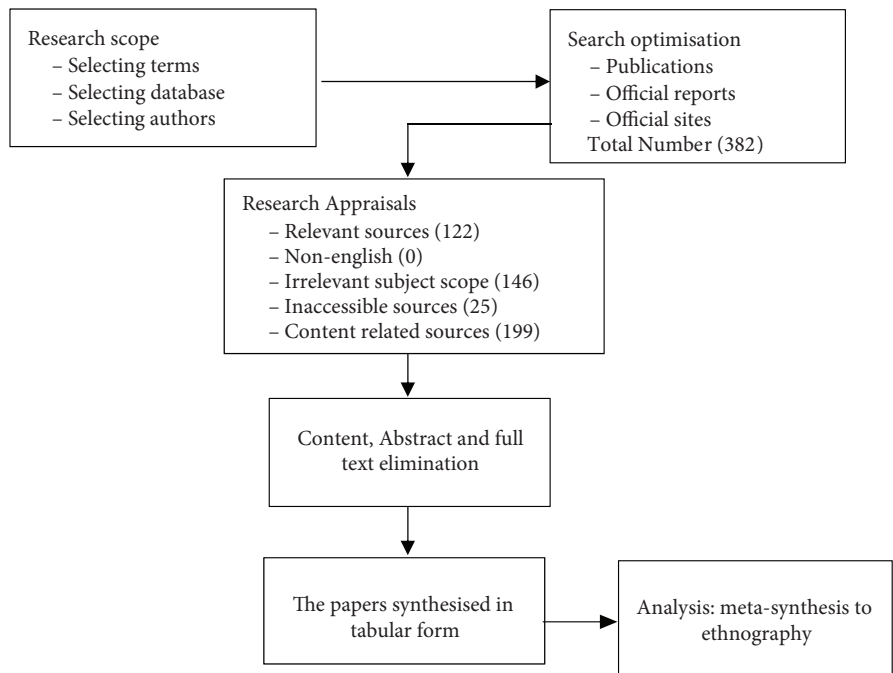 Research scope
– Selecting terms
– Selecting database
– Selecting authors
Search optimisation
– Publications
– Official reports
– Official sites
Total Number (382)
Research Appraisals
– Relevant sources (122)
– Non-english (0)
– Irrelevant subject scope (146)
– Inaccessible sources (25)
– Content related sources (199)
Content, Abstract and full
text elimination
The papers synthesised in
tabular form
Analysis: meta-synthesis to
ethnography